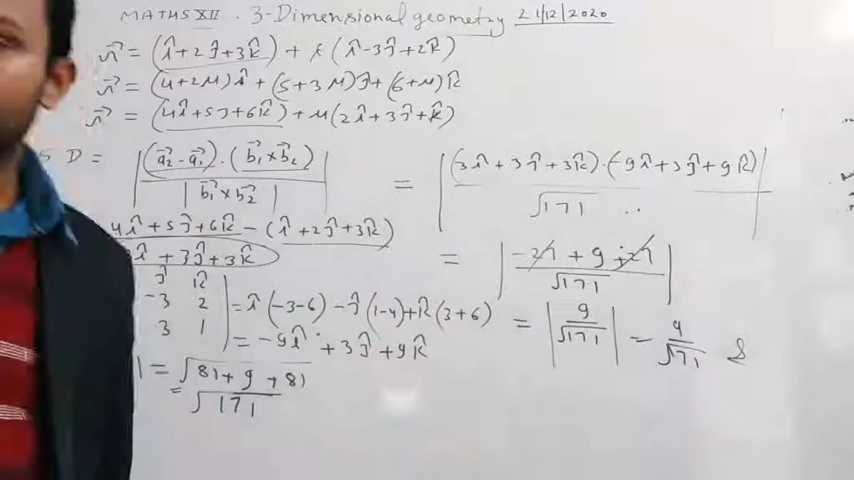 MATHS XII . 3-Dimensional geometry 21/12/2020
r⃗ = (î+2ĵ+3k̂) + λ(î-3ĵ+2k̂)
r⃗ = (4+2μ)î + (5+3μ)ĵ + (6+μ)k̂
r⃗ = (4î+5ĵ+6k̂) + μ(2î+3ĵ+k̂)
S D = | (a⃗2-a⃗1).(b⃗1×b⃗2) / |b⃗1×b⃗2| | = | (3î+3ĵ+3k̂).(-9î+3ĵ+9k̂) / √171 |
4î+5ĵ+6k̂ - (î+2ĵ+3k̂)
î+3ĵ+3k̂ = | -27+9+27 / √171 |
ĵ k̂
-3 2 = î(-3-6) -ĵ(1-4)+k̂(3+6) = | 9/√171 | = 9/√171
3 1 = -9î+3ĵ+9k̂
| = √81+9+81
= √171